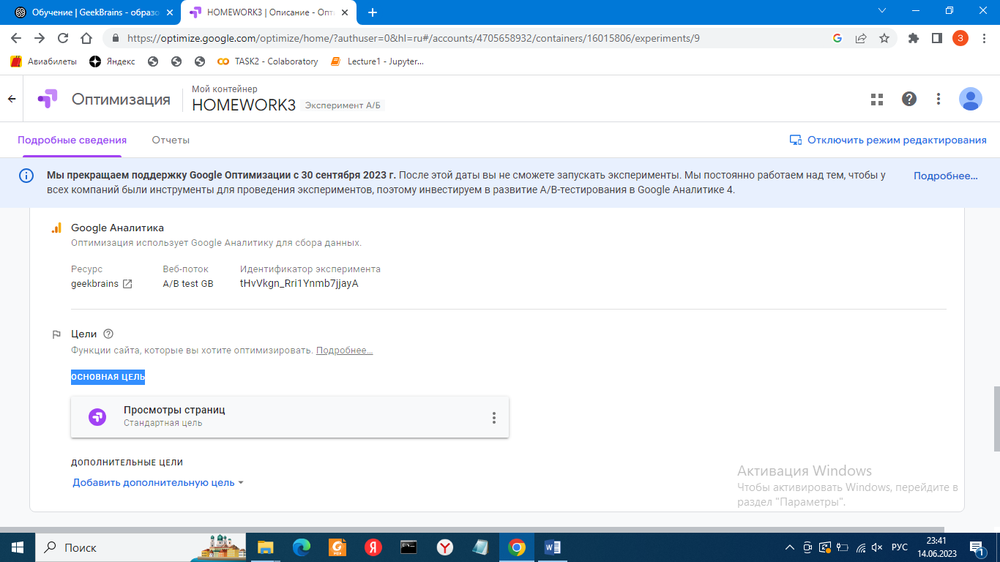 Обучение | GeekBrains - образо
HOMEWORK3 | Описание - Опт
https://optimize.google.com/optimize/home/?authuser=0&hl=ru#/accounts/4705658932/containers/16015806/experiments/9
3
Авиабилеты
Яндекс
TASK2 - Colaboratory
Lecture1 - Jupyter...
Оптимизация
Мой контейнер
HOMEWORK3 Эксперимент А/Б
Подробные сведения
Отчеты
Отключить режим редактирования
Мы прекращаем поддержку Google Оптимизации с 30 сентября 2023 г. После этой даты вы не сможете запускать эксперименты. Мы постоянно работаем над тем, чтобы у
всех компаний были инструменты для проведения экспериментов, поэтому инвестируем в развитие A/B-тестирования в Google Аналитике 4.
Подробнее...
Google Аналитика
Оптимизация использует Google Аналитику для сбора данных.
Ресурс
Веб-поток
Идентификатор эксперимента
geekbrains
A/B test GB
tHvVkgn_Rri1Ynmb7jjayA
Цели
Функции сайта, которые вы хотите оптимизировать. Подробнее...
ОСНОВНАЯ ЦЕЛЬ
Просмотры страниц
Стандартная цель
ДОПОЛНИТЕЛЬНЫЕ ЦЕЛИ
Добавить дополнительную цель
Активация Windows
Чтобы активировать Windows, перейдите в
раздел "Параметры".
Поиск
РУС
23:41
14.06.2023
1